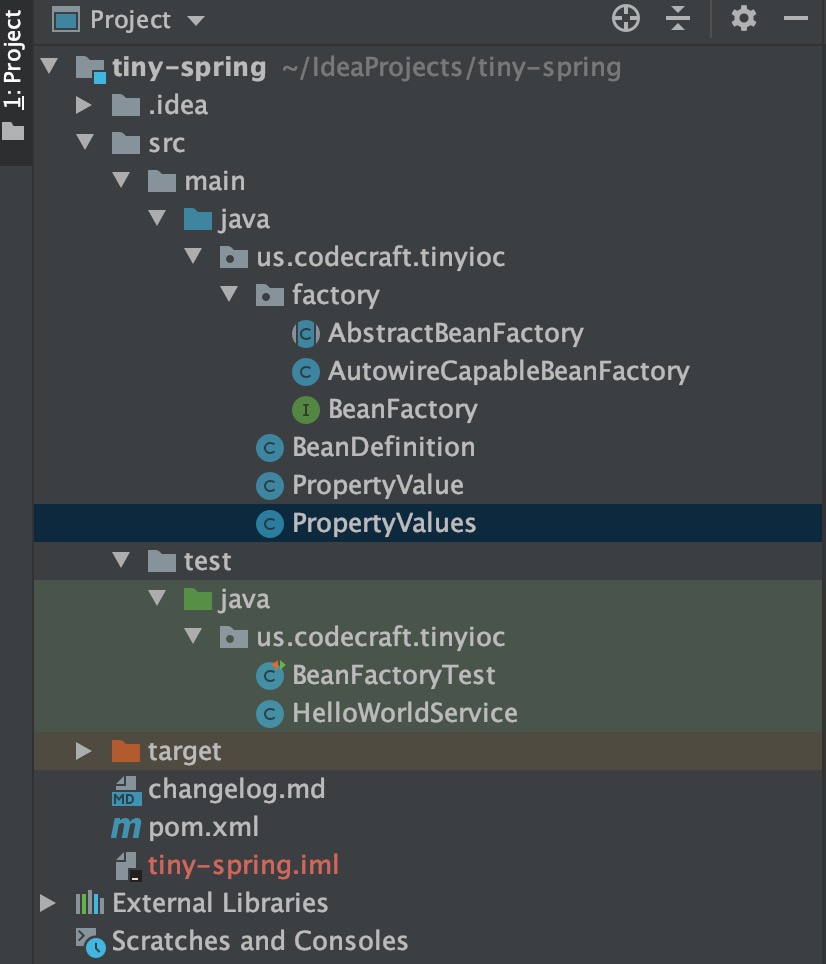 1: Project
Project
tiny-spring ~/IdeaProjects/tiny-spring
.idea
src
main
java
us.codecraft.tinyioc
factory
C AbstractBeanFactory
C AutowireCapableBeanFactory
I BeanFactory
C BeanDefinition
C PropertyValue
C PropertyValues
test
java
us.codecraft.tinyioc
C BeanFactoryTest
C HelloWorldService
target
MD changelog.md
m pom.xml
tiny-spring.iml
External Libraries
Scratches and Consoles